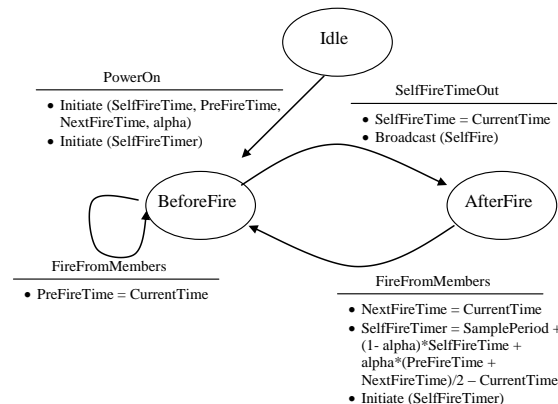 Idle
PowerOn
• Initiate (SelfFireTime, PreFireTime,
NextFireTime, alpha)
• Initiate (SelfFireTimer)
SelfFireTimeOut
• SelfFireTime = CurrentTime
• Broadcast (SelfFire)
BeforeFire
AfterFire
FireFromMembers
• PreFireTime = CurrentTime
FireFromMembers
• NextFireTime = CurrentTime
• SelfFireTimer = SamplePeriod +
(1- alpha)*SelfFireTime +
alpha*(PreFireTime +
NextFireTime)/2 – CurrentTime
• Initiate (SelfFireTimer)